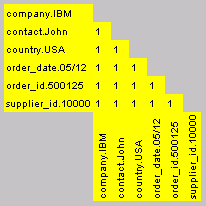 company.IBM
contact.John 1
country.USA 1 1
order_date.05/12 1 1 1
order_id.500125 1 1 1 1
supplier_id.10000 1 1 1 1 1
company.IBM
contact.John
country.USA
order_date.05/12
order_id.500125
supplier_id.10000